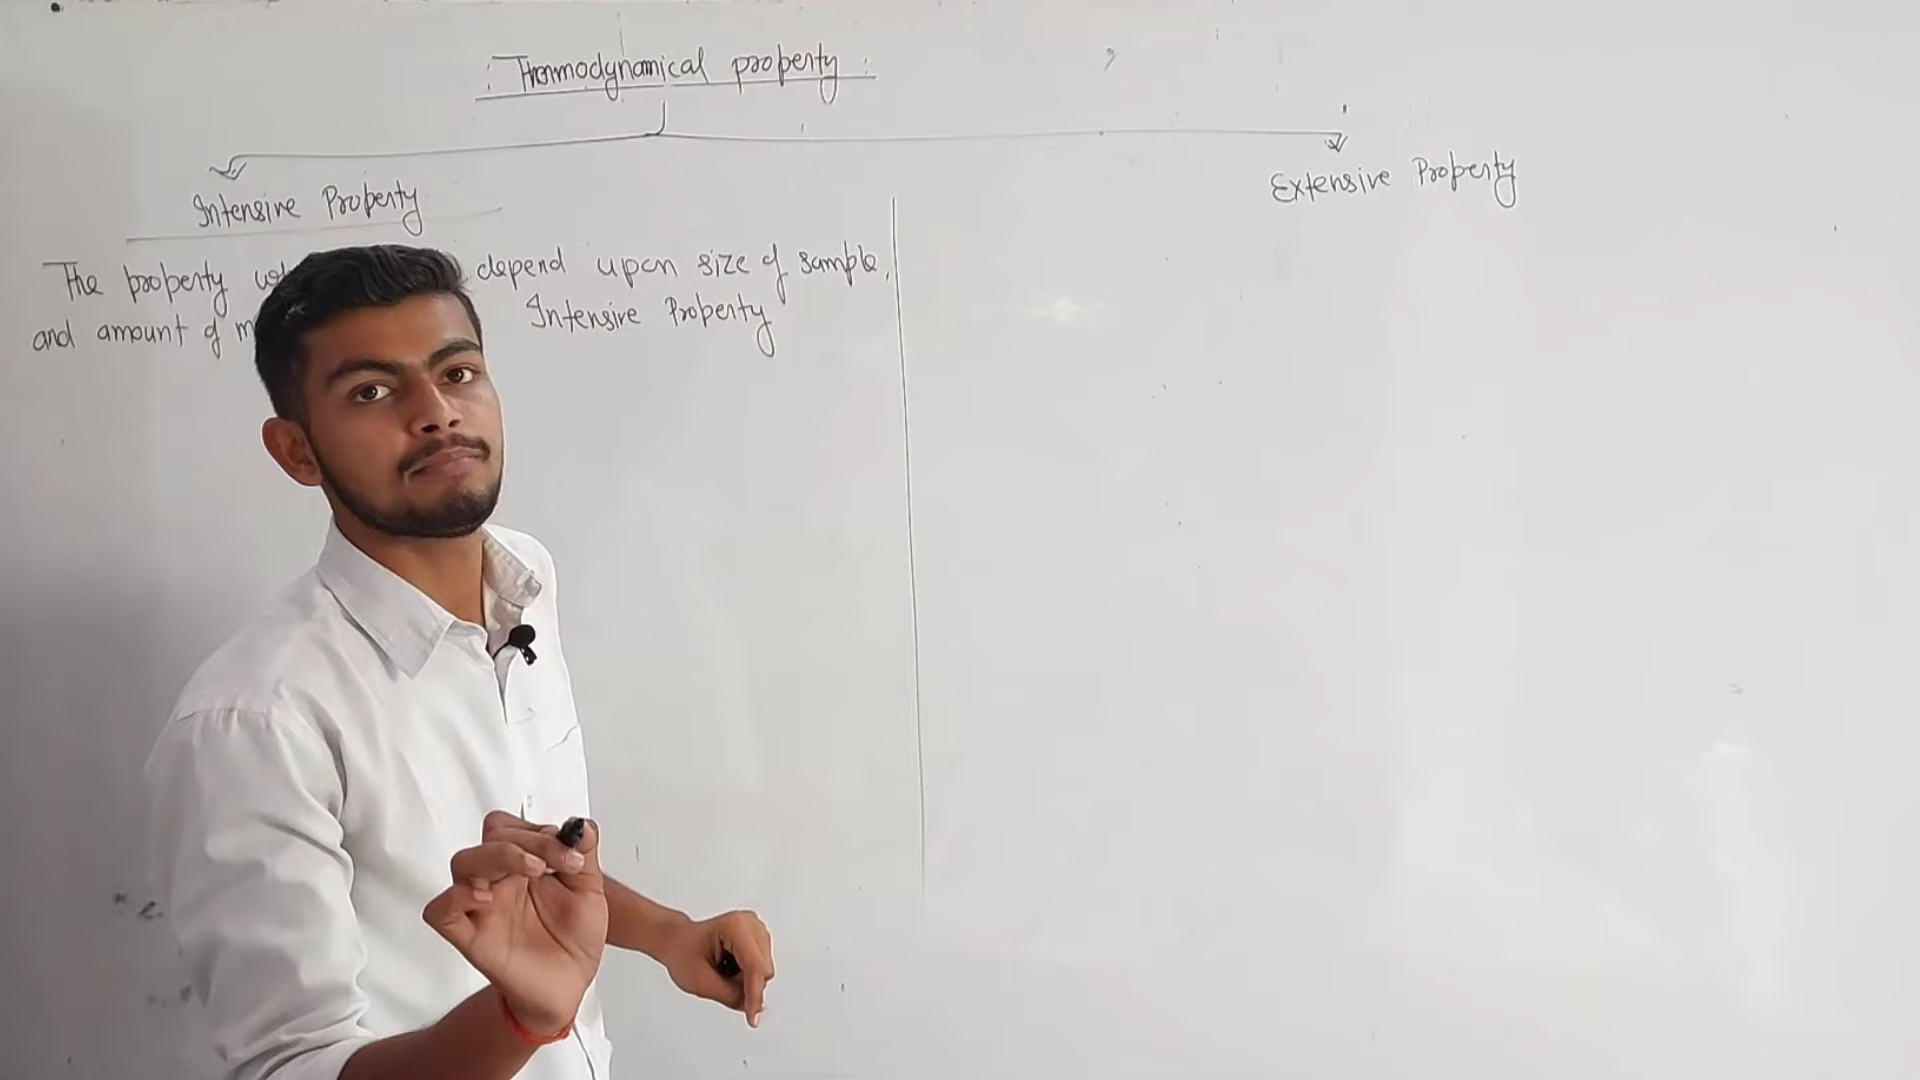 : Thermodynamical property :
Intensive Property
Extensive Property
The property depend upon size of sample,
and amount of Intensive Property